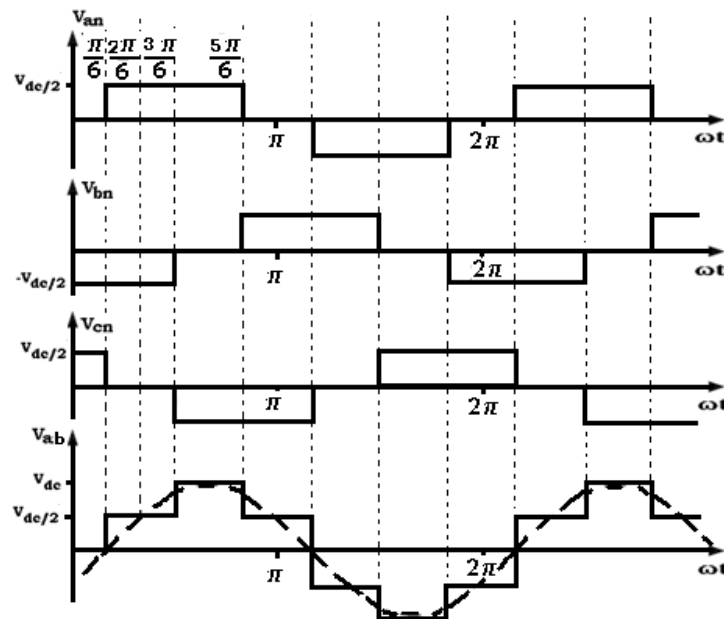 Van
π/6 2π/6 3π/6 5π/6
Vdc/2
π 2π ωt
Vbn
π 2π ωt
-Vdc/2
Vcn
Vdc/2
π 2π ωt
Vab
Vdc
Vdc/2
π 2π ωt